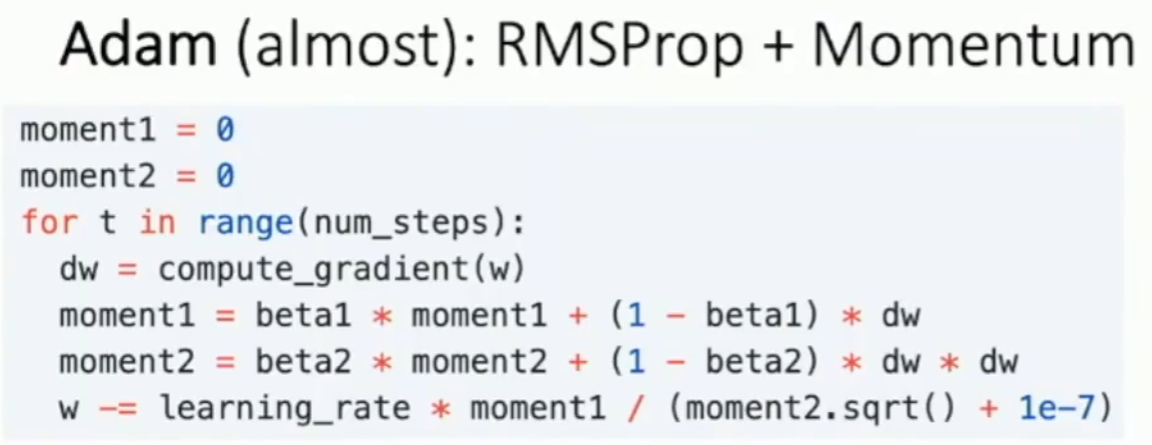 Adam (almost): RMSProp + Momentum
moment1 = 0
moment2 = 0
for t in range(num_steps):
  dw = compute_gradient(w)
  moment1 = beta1 * moment1 + (1 - beta1) * dw
  moment2 = beta2 * moment2 + (1 - beta2) * dw * dw
  w -= learning_rate * moment1 / (moment2.sqrt() + 1e-7)